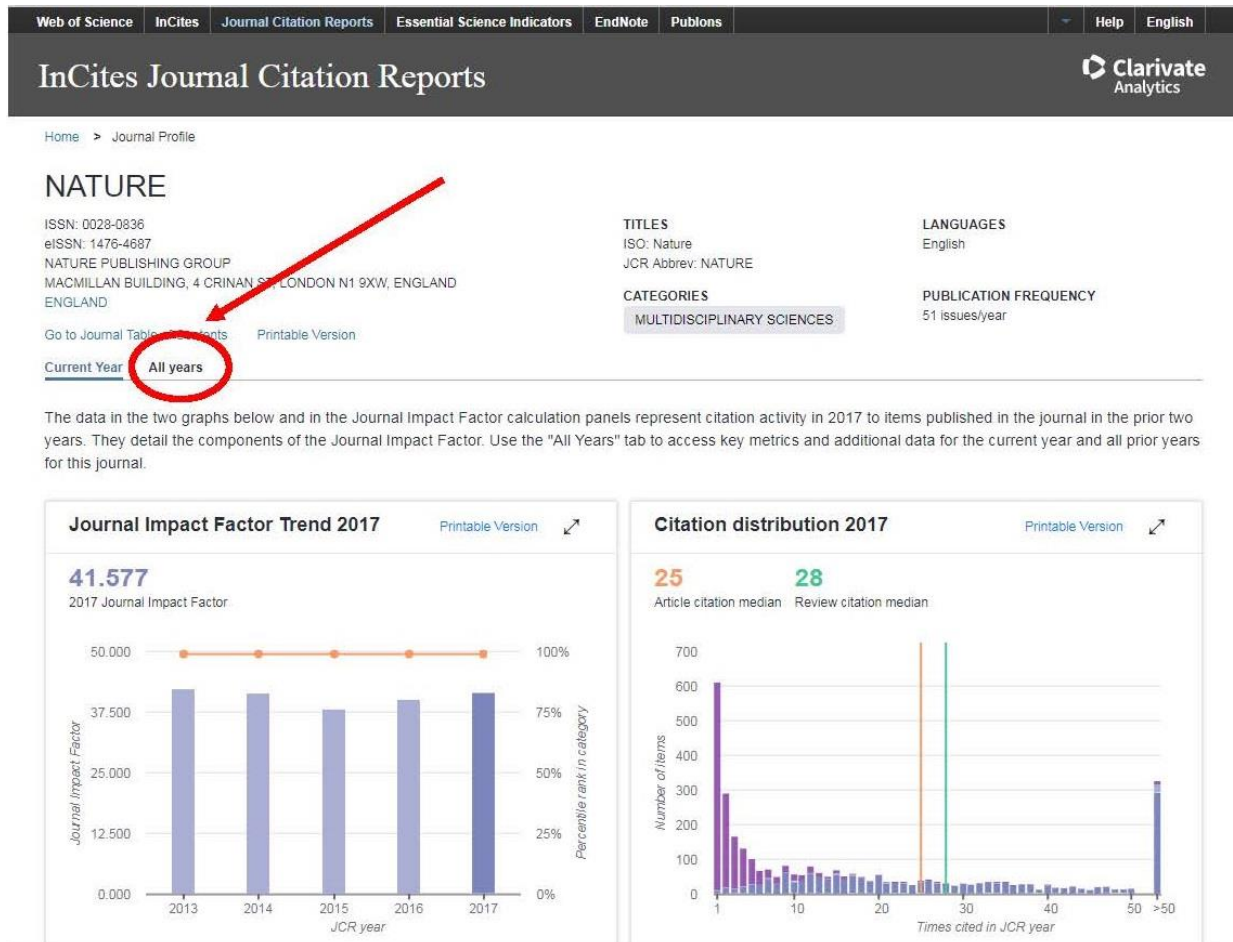 Web of Science InCites Journal Citation Reports Essential Science Indicators EndNote Publons Help English
InCites Journal Citation Reports
Clarivate
Analytics
Home > Journal Profile
NATURE
ISSN: 0028-0836
eISSN: 1476-4687
NATURE PUBLISHING GROUP
MACMILLAN BUILDING, 4 CRINAN ST, LONDON N1 9XW, ENGLAND
ENGLAND
Go to Journal Table Contents Printable Version
TITLES
ISO: Nature
JCR Abbrev: NATURE
CATEGORIES
MULTIDISCIPLINARY SCIENCES
LANGUAGES
English
PUBLICATION FREQUENCY
51 issues/year
Current Year All years
The data in the two graphs below and in the Journal Impact Factor calculation panels represent citation activity in 2017 to items published in the journal in the prior two
years. They detail the components of the Journal Impact Factor. Use the "All Years" tab to access key metrics and additional data for the current year and all prior years
for this journal.
Journal Impact Factor Trend 2017 Printable Version
41.577
2017 Journal Impact Factor
50.000 100%
37.500 75%
25.000 50%
12.500 25%
0.000 0%
Journal Impact Factor
Percentile rank in category
2013 2014 2015 2016 2017
JCR year
Citation distribution 2017 Printable Version
25 28
Article citation median Review citation median
700
600
500
400
300
200
100
0
Number of items
1 10 20 30 40 50 >50
Times cited in JCR year